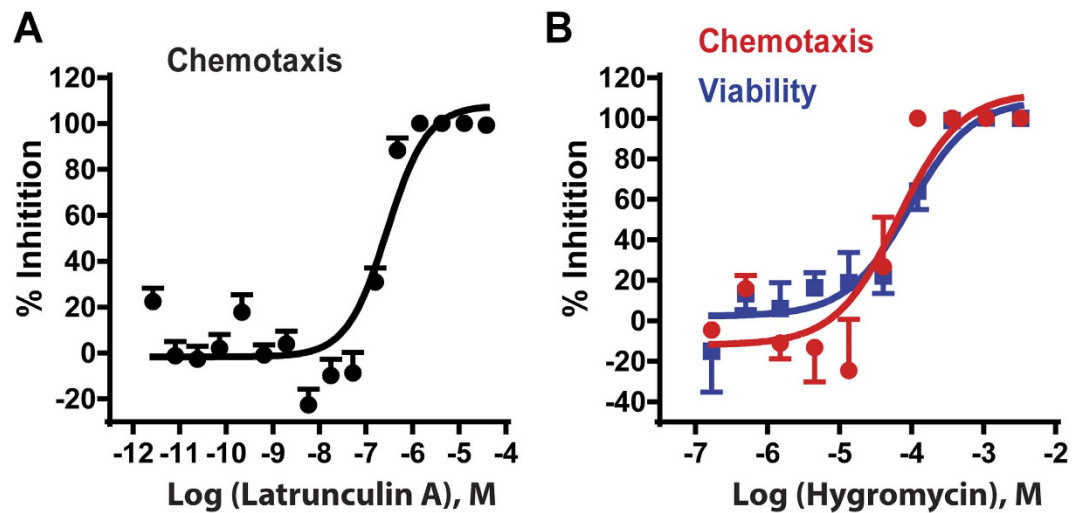 A
Chemotaxis
120
100
80
60
40
20
0
-20
% Inhitition
-12 -11 -10 -9 -8 -7 -6 -5 -4
Log (Latrunculin A), M
B
Chemotaxis
Viability
120
100
80
60
40
20
0
-20
-40
% Inhitition
-7 -6 -5 -4 -3 -2
Log (Hygromycin), M